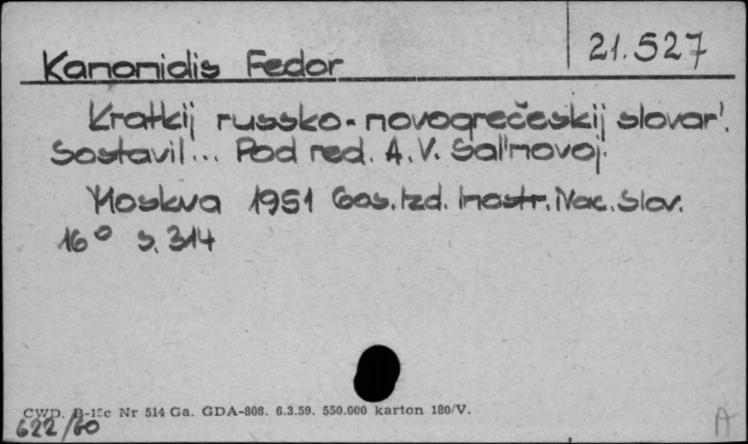 21.527
Kanonidis Fedor
Kratkij russko-novogrečeskij slovar'.
Sostavil... Pod red. A.V. Sal'novoj.
Moskva 1951 Gos. Izd. Inostr. Nac. Slov.
16° s. 314
CWD. B-15c Nr 514 Ga. GDA-808. 6.3.59. 550.000 karton 180/V.
622/60
A